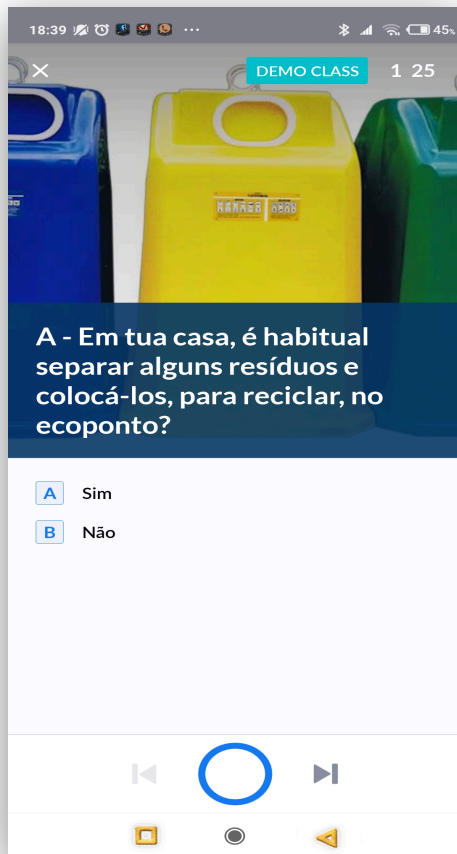 18:39 ... 45%
DEMO CLASS 1 25
A - Em tua casa, é habitual
separar alguns resíduos e
colocá-los, para reciclar, no
ecoponto?
A Sim
B Não